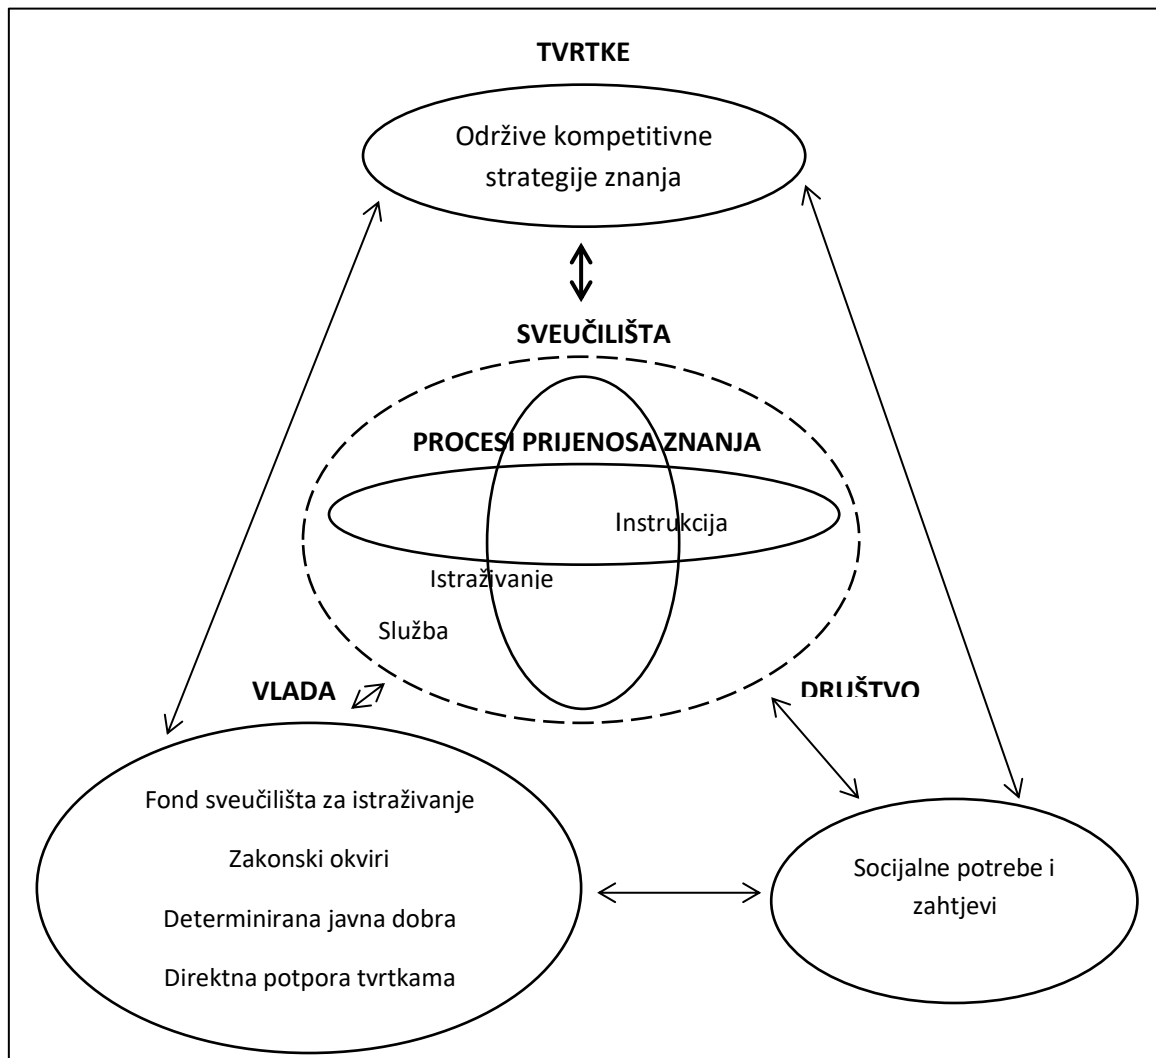 TVRTKE
Održive kompetitivne
strategije znanja
SVEUČILIŠTA
PROCESI PRIJENOSA ZNANJA
Instrukcija
Istraživanje
Služba
VLADA
DRUŠTVO
Fond sveučilišta za istraživanje
Zakonski okviri
Determinirana javna dobra
Direktna potpora tvrtkama
Socijalne potrebe i
zahtjevi